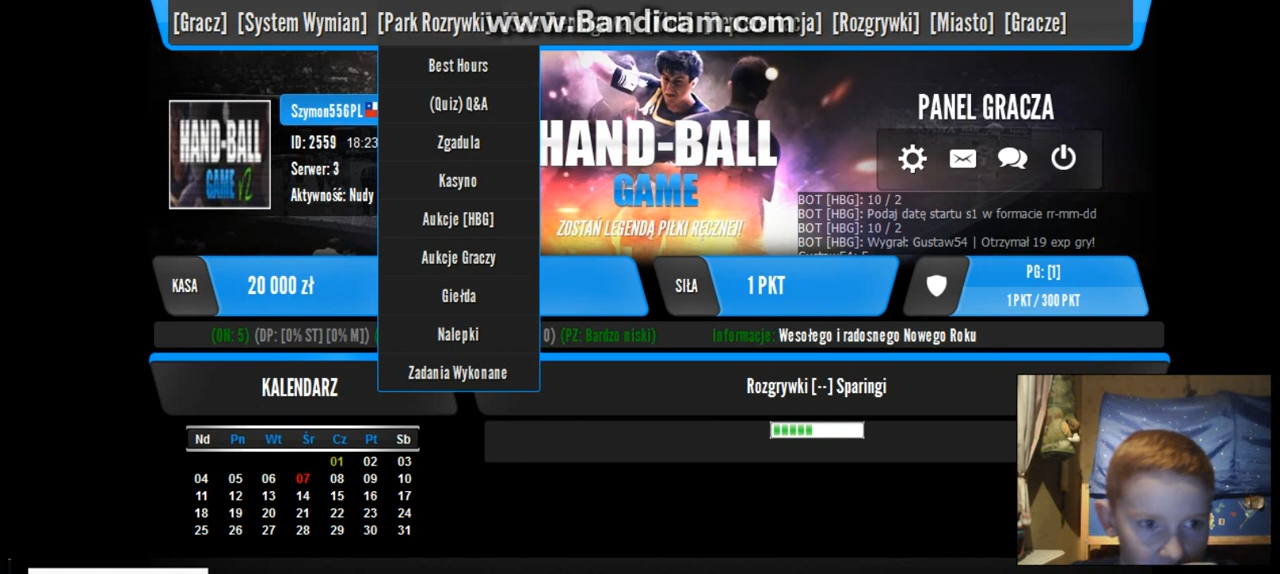 www.Bandicam.com
[Gracz] [System Wymian] [Park Rozrywki] [Rozgrywki] [Miasto] [Gracze]
Best Hours
(Quiz) Q&A
Zgadula
Kasyno
Aukcje [HBG]
Aukcje Graczy
Giełda
Nalepki
Zadania Wykonane
HAND-BALL
GAME V2
Szymon556PL
ID: 2559 18:23
Serwer: 3
Aktywność: Nudy
HAND-BALL
GAME
ZOSTAŃ LEGENDĄ PIŁKI RĘCZNEJ!!
PANEL GRACZA
BOT [HBG]: 10 / 2
BOT [HBG]: Podaj datę startu s1 w formacie rr-mm-dd
BOT [HBG]: 10 / 2
BOT [HBG]: Wygrał: Gustaw54 | Otrzymał 19 exp gry!
KASA 20 000 zł
SIŁA 1 PKT
PG: [1]
1 PKT / 300 PKT
(ON: 5) (DP: [0% ST] [0% M]) 0) (PZ: Bardzo niski) Informacje: Wesołego i radosnego Nowego Roku
KALENDARZ
Rozgrywki [--] Sparingi
Nd Pn Wt Śr Cz Pt Sb
01 02 03
04 05 06 07 08 09 10
11 12 13 14 15 16 17
18 19 20 21 22 23 24
25 26 27 28 29 30 31